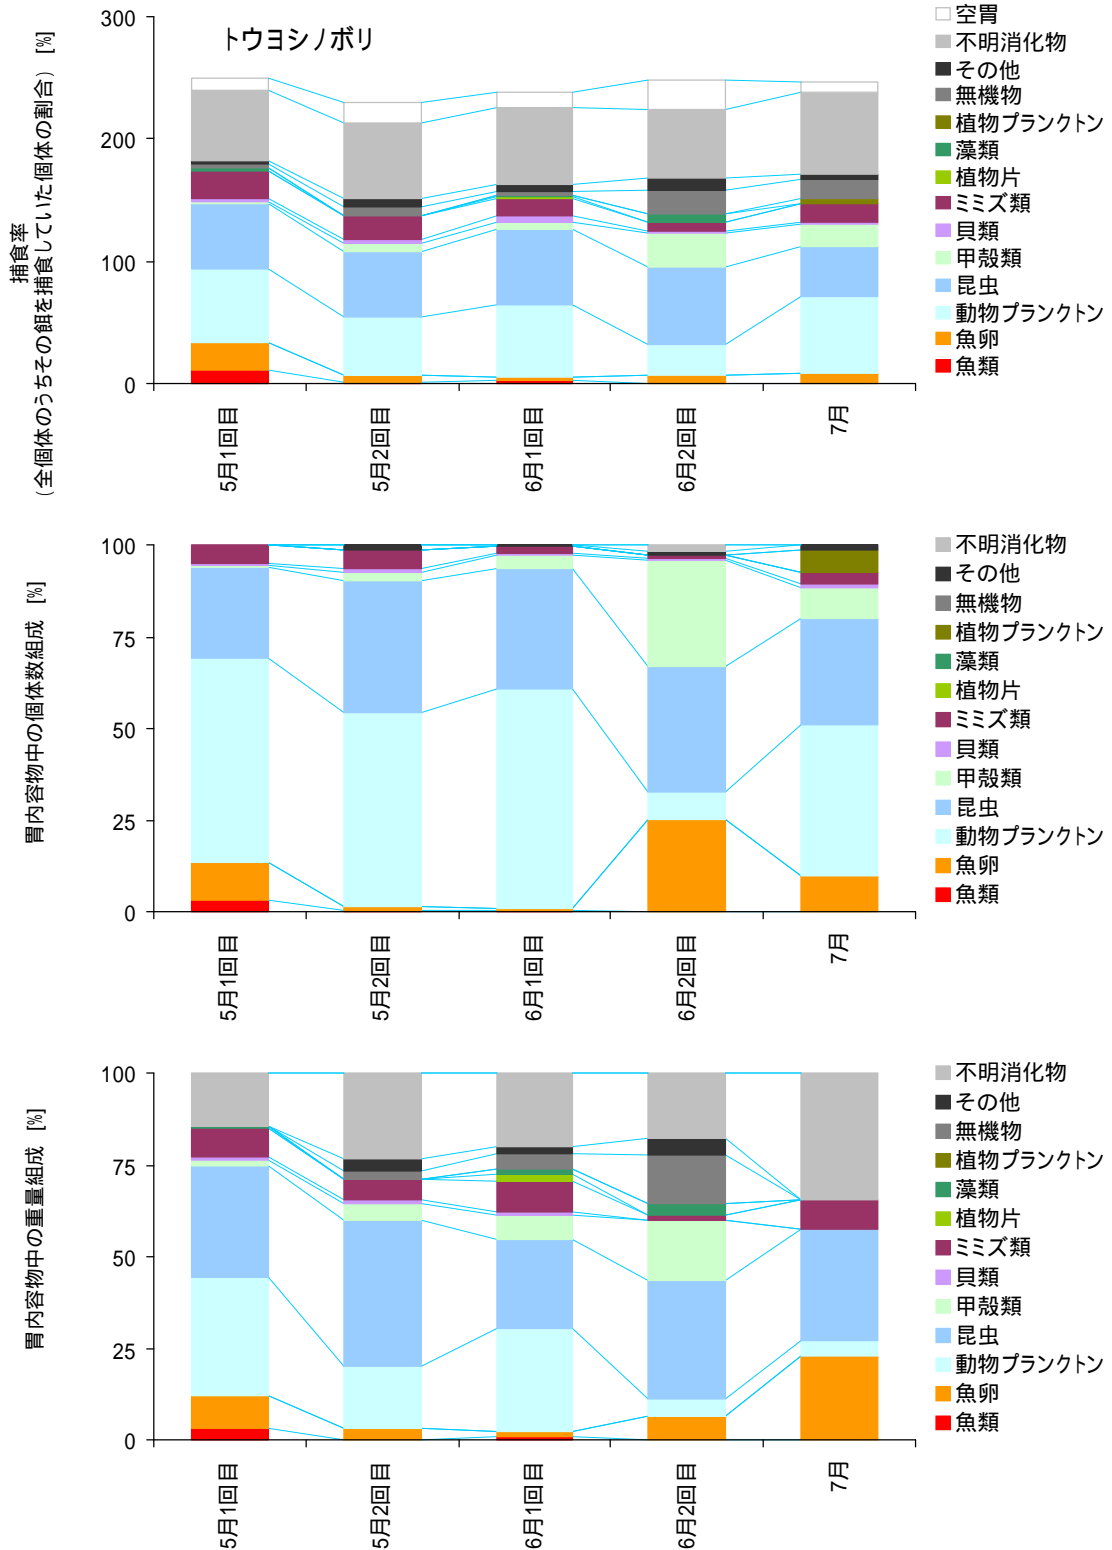 トウヨシノボリ
捕食率
(全個体のうちその餌を捕食していた個体の割合) [%]
300
200
100
0
5月1回目
5月2回目
6月1回目
6月2回目
7月
空胃
不明消化物
その他
無機物
植物プランクトン
藻類
植物片
ミミズ類
貝類
甲殻類
昆虫
動物プランクトン
魚卵
魚類
胃内容物中の個体数組成 [%]
100
75
50
25
0
5月1回目
5月2回目
6月1回目
6月2回目
7月
不明消化物
その他
無機物
植物プランクトン
藻類
植物片
ミミズ類
貝類
甲殻類
昆虫
動物プランクトン
魚卵
魚類
胃内容物中の重量組成 [%]
100
75
50
25
0
5月1回目
5月2回目
6月1回目
6月2回目
7月
不明消化物
その他
無機物
植物プランクトン
藻類
植物片
ミミズ類
貝類
甲殻類
昆虫
動物プランクトン
魚卵
魚類